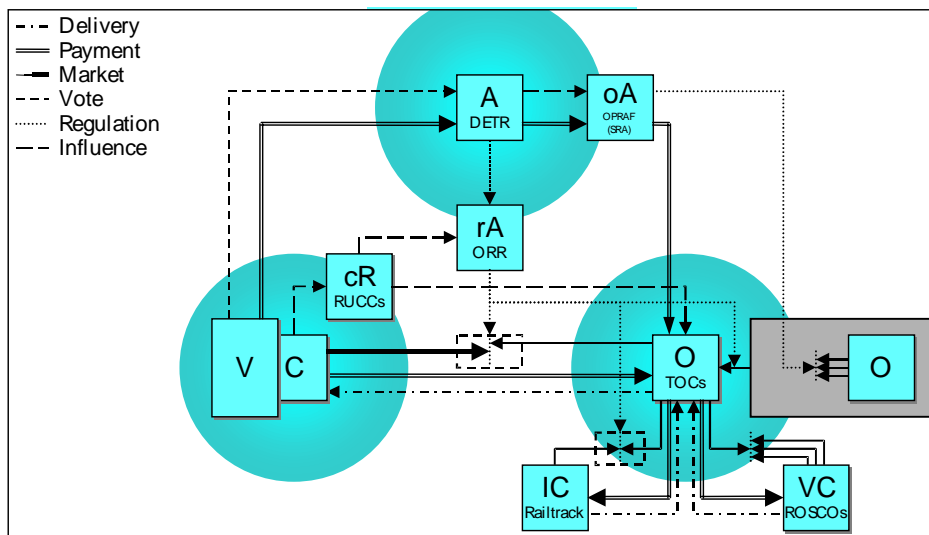 Delivery
Payment
Market
Vote
Regulation
Influence
A
DETR
oA
OPRAF
(SRA)
rA
ORR
cR
RUCCs
V
C
O
TOCs
O
IC
Railtrack
VC
ROSCOs